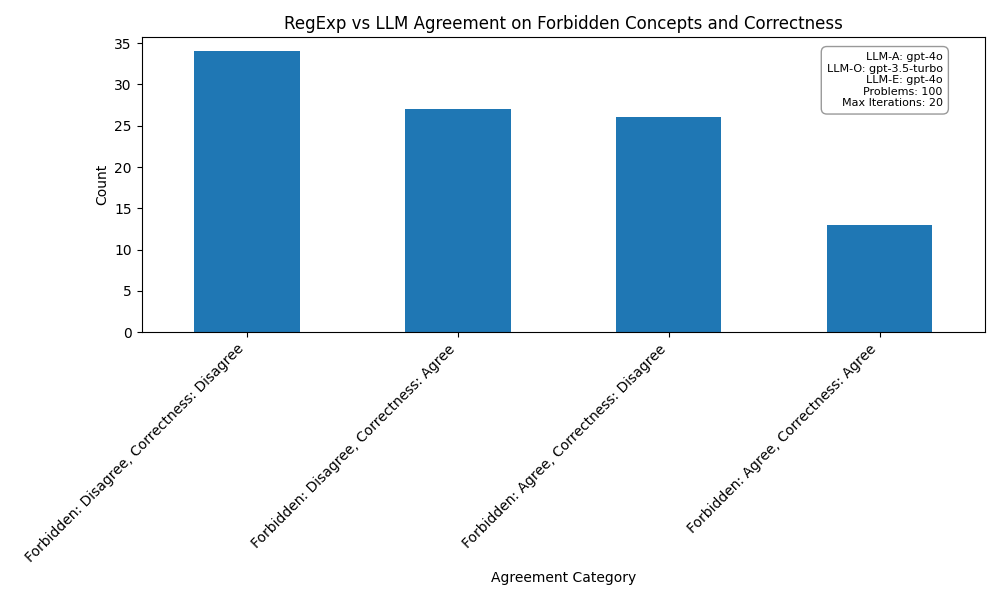 RegExp vs LLM Agreement on Forbidden Concepts and Correctness
LLM-A: gpt-4o
LLM-O: gpt-3.5-turbo
LLM-E: gpt-4o
Problems: 100
Max Iterations: 20
Count
35
30
25
20
15
10
5
0
Forbidden: Disagree, Correctness: Disagree
Forbidden: Disagree, Correctness: Agree
Forbidden: Agree, Correctness: Disagree
Forbidden: Agree, Correctness: Agree
Agreement Category